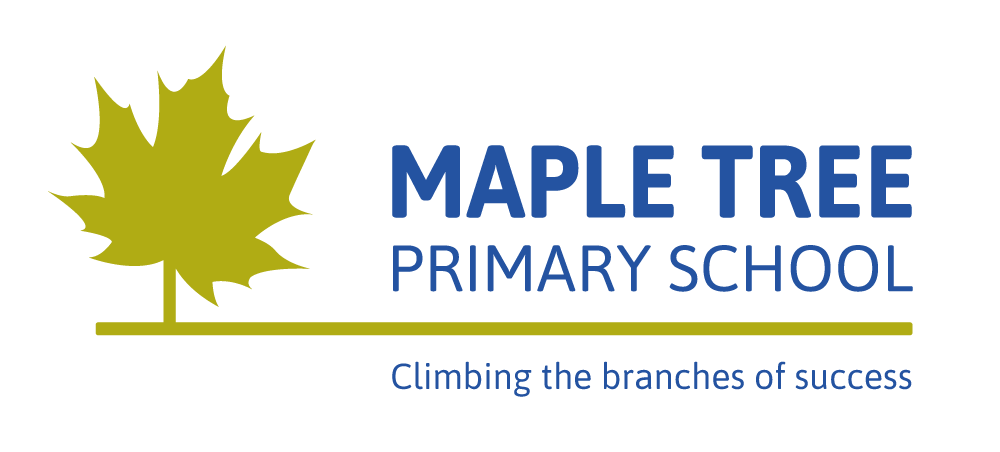 MAPLE TREE
PRIMARY SCHOOL
Climbing the branches of success